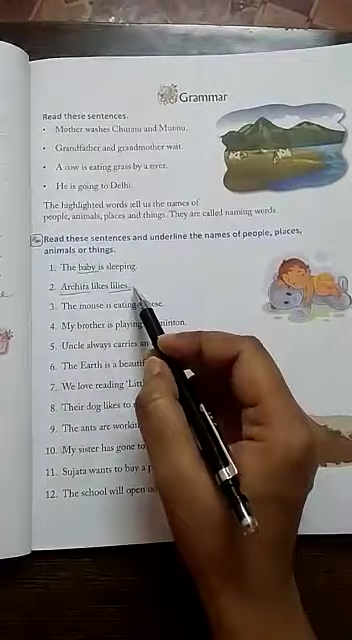 Grammar
Read these sentences.
• Mother washes Chunnu and Munnu.
• Grandfather and grandmother wait.
• A cow is eating grass by a river.
• He is going to Delhi.
The highlighted words tell us the names of
people, animals, places and things. They are called naming words.
Read these sentences and underline the names of people, places,
animals or things.
1. The baby is sleeping.
2. Archita likes lilies.
3. The mouse is eating
4. My brother is playing
5. Uncle always carries an
6. The Earth is a
7. We love reading
8. Their dog likes to
9. The ants are
10. My sister has gone to
11. Sujata wants to buy a
12. The school will open on